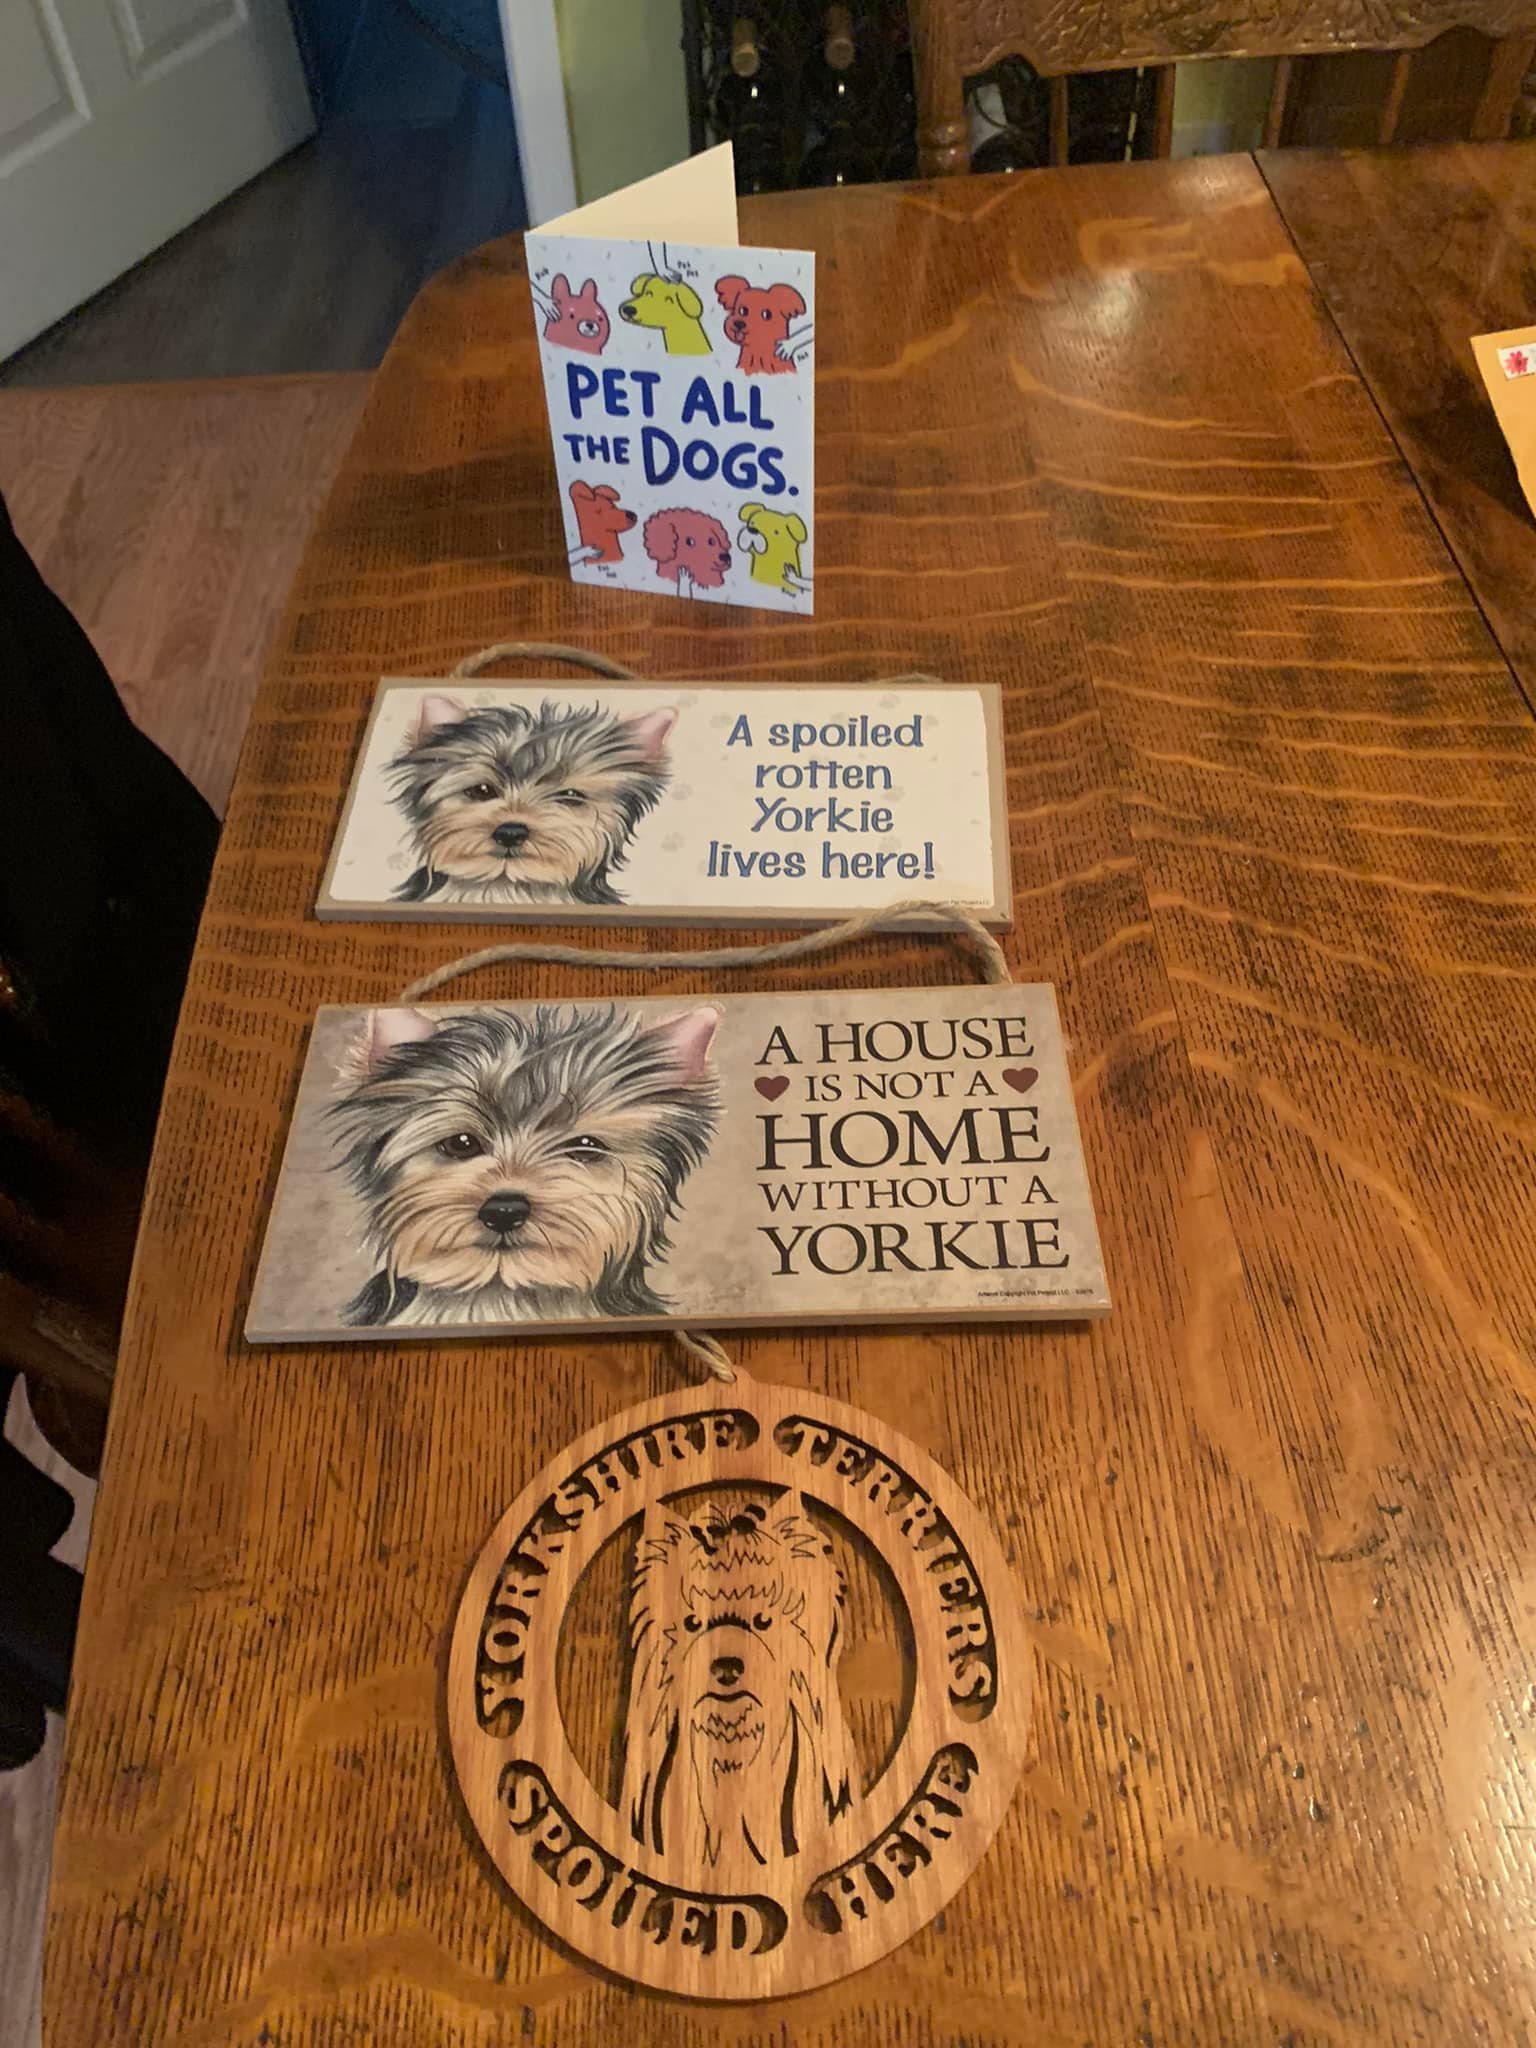 PET ALL
THE DOGS.
A spoiled
rotten
Yorkie
lives here!
A HOUSE
IS NOT A
HOME
WITHOUT A
YORKIE
YORKSHIRE TERRIERS
SPOILED HERE